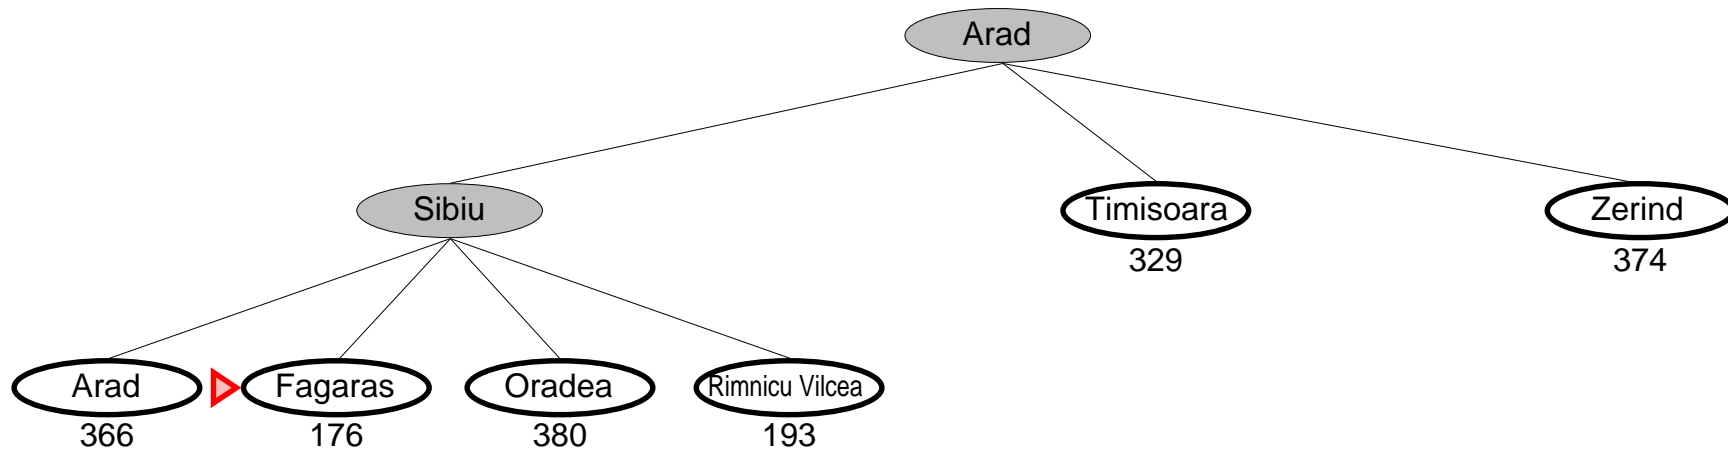 Arad
Sibiu
Timisoara
Zerind
329
374
Arad
Fagaras
Oradea
Rimnicu Vilcea
366
176
380
193